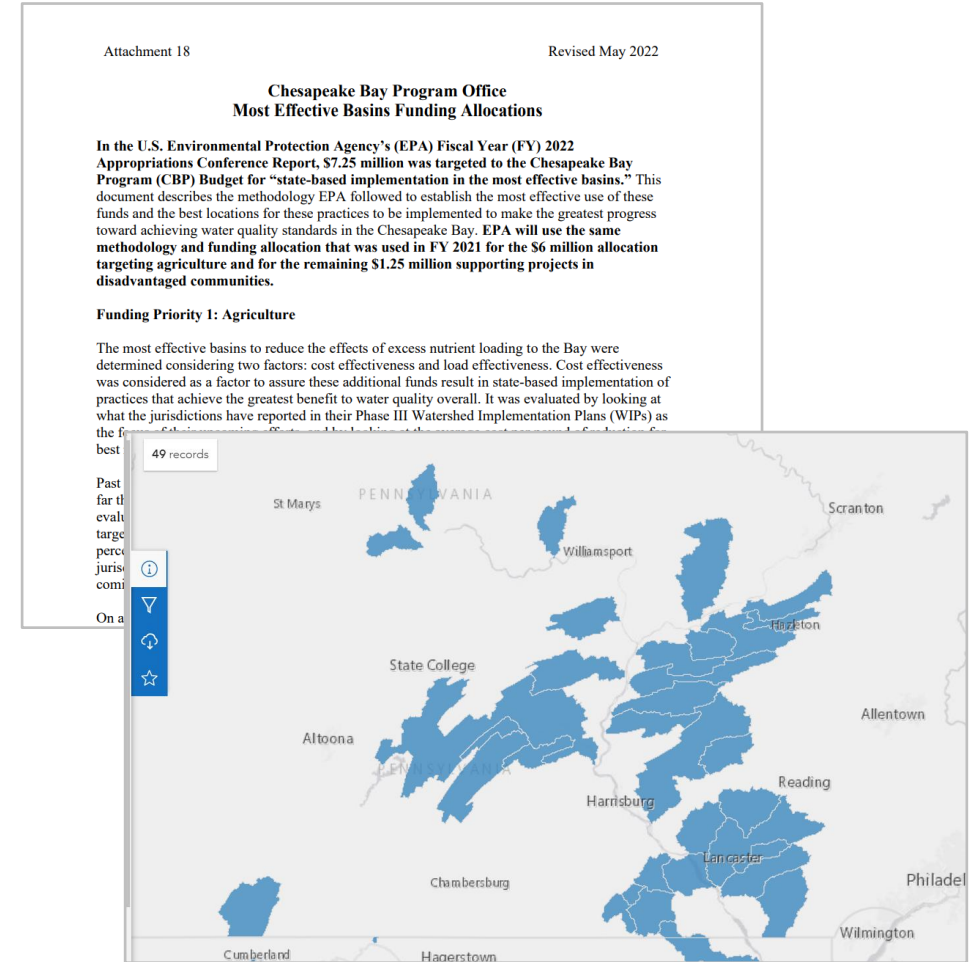 Attachment 18 Revised May 2022
Chesapeake Bay Program Office
Most Effective Basins Funding Allocations
In the U.S. Environmental Protection Agency’s (EPA) Fiscal Year (FY) 2022
Appropriations Conference Report, $7.25 million was targeted to the Chesapeake Bay
Program (CBP) Budget for “state-based implementation in the most effective basins.” This
document describes the methodology EPA followed to establish the most effective use of these
funds and the best locations for these practices to be implemented to make the greatest progress
toward achieving water quality standards in the Chesapeake Bay. EPA will use the same
methodology and funding allocation that was used in FY 2021 for the $6 million allocation
targeting agriculture and for the remaining $1.25 million supporting projects in
disadvantaged communities.
Funding Priority 1: Agriculture
The most effective basins to reduce the effects of excess nutrient loading to the Bay were
determined considering two factors: cost effectiveness and load effectiveness. Cost effectiveness
was considered as a factor to assure these additional funds result in state-based implementation of
practices that achieve the greatest benefit to water quality overall. It was evaluated by looking at
what the jurisdictions have reported in their Phase III Watershed Implementation Plans (WIPs) as
the
best
Past
far
On a
49 records
PENNSYLVANIA
St Marys
Scranton
Williamsport
Hazleton
State College
Allentown
Altoona
PENNSYLVANIA
Reading
Harrisburg
Lancaster
Chambersburg
Philadel
Wilmington
Cumberland
Hagerstown